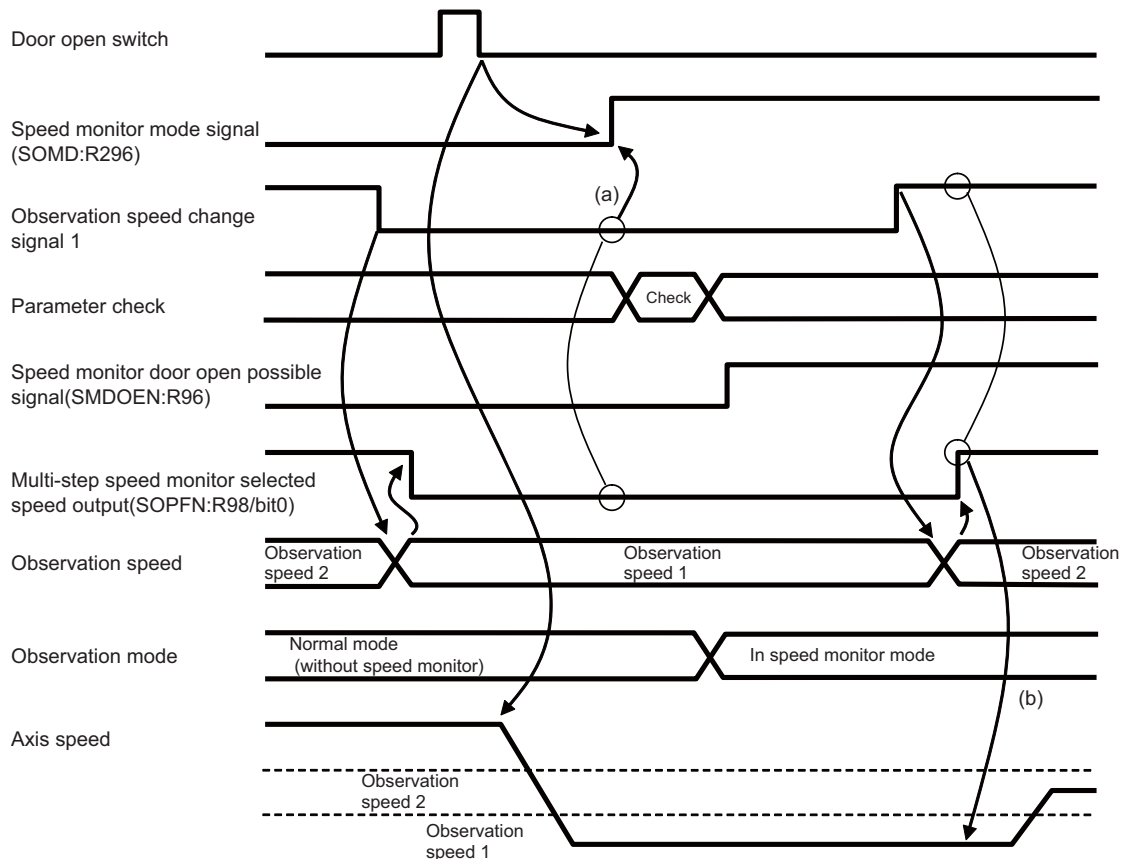 Door open switch
Speed monitor mode signal
(SOMD:R296)
(a)
Observation speed change
signal 1
Parameter check
Check
Speed monitor door open possible
signal(SMDOEN:R96)
Multi-step speed monitor selected
speed output(SOPFN:R98/bit0)
Observation speed
Observation
speed 2
Observation
speed 1
Observation
speed 2
Observation mode
Normal mode
(without speed monitor)
In speed monitor mode
(b)
Axis speed
Observation
speed 2
Observation
speed 1